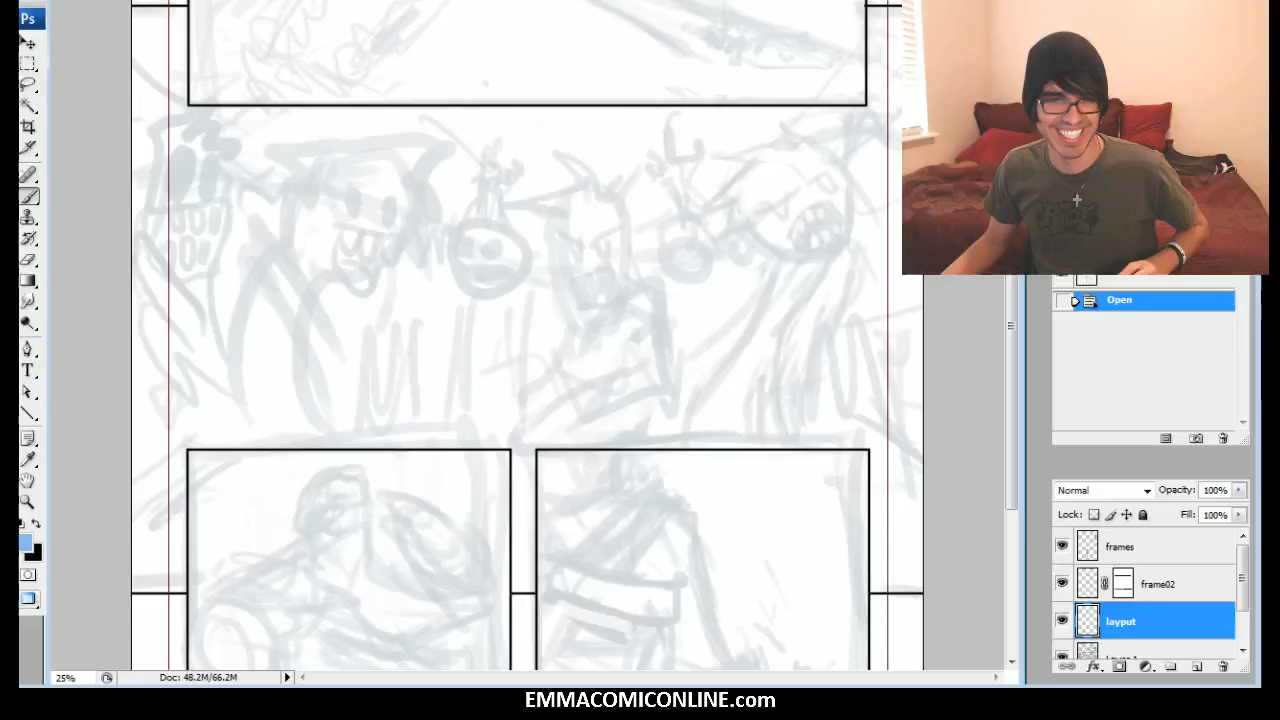 Ps
Open
Normal
Opacity: 100%
Lock:
Fill: 100%
frames
frame02
layput
25%
Doc: 48.2M/66.2M
EMMACOMICONLINE.com